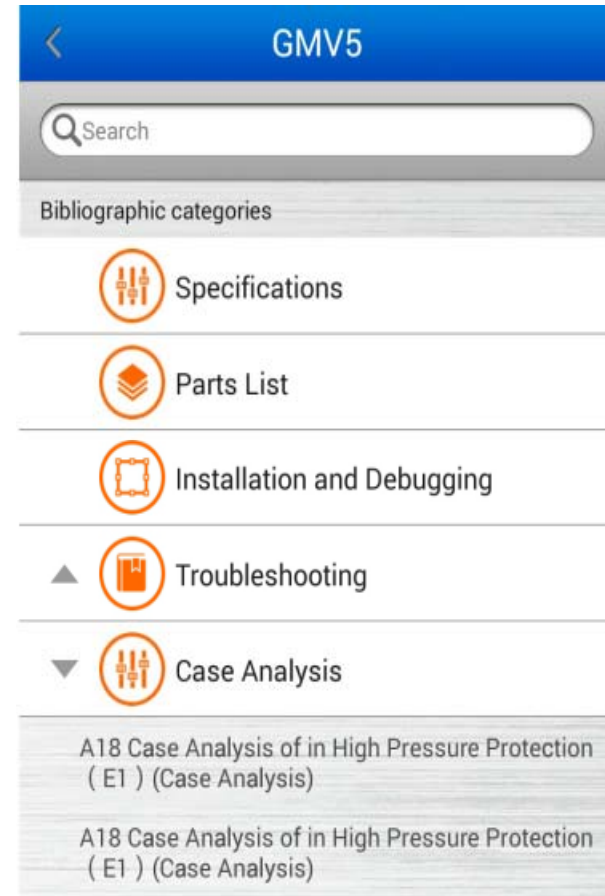 GMV5
Search
Bibliographic categories
Specifications
Parts List
Installation and Debugging
Troubleshooting
Case Analysis
A18 Case Analysis of in High Pressure Protection
( E1 ) (Case Analysis)
A18 Case Analysis of in High Pressure Protection
( E1 ) (Case Analysis)